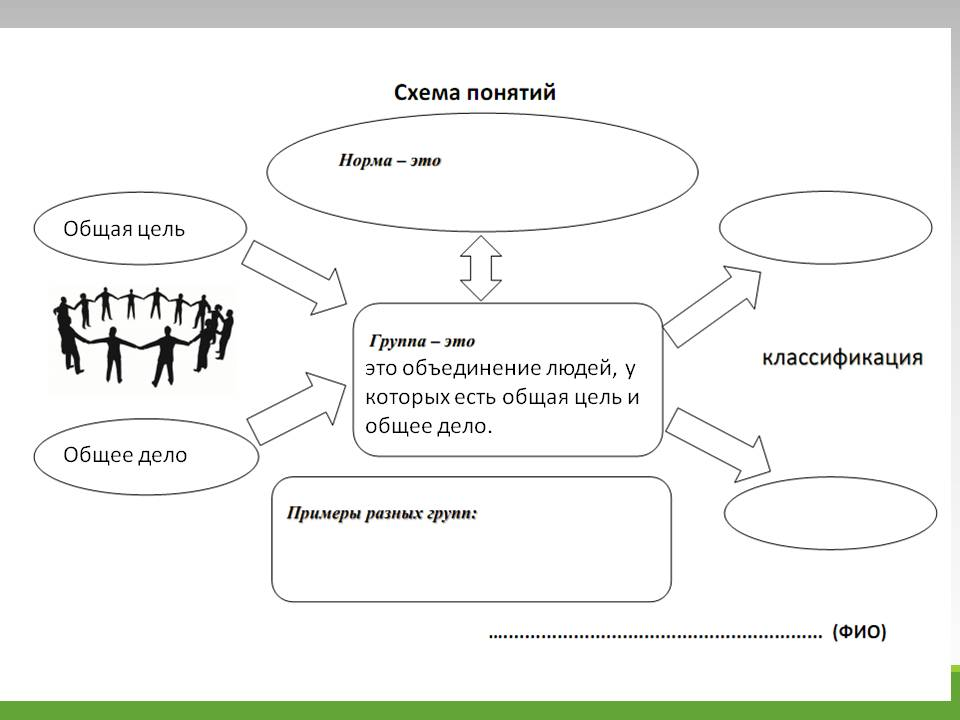 Схема понятий
Норма – это
Общая цель
Группа – это
это объединение людей, у
которых есть общая цель и
общее дело.
классификация
Общее дело
Примеры разных групп:
............................................................... (ФИО)